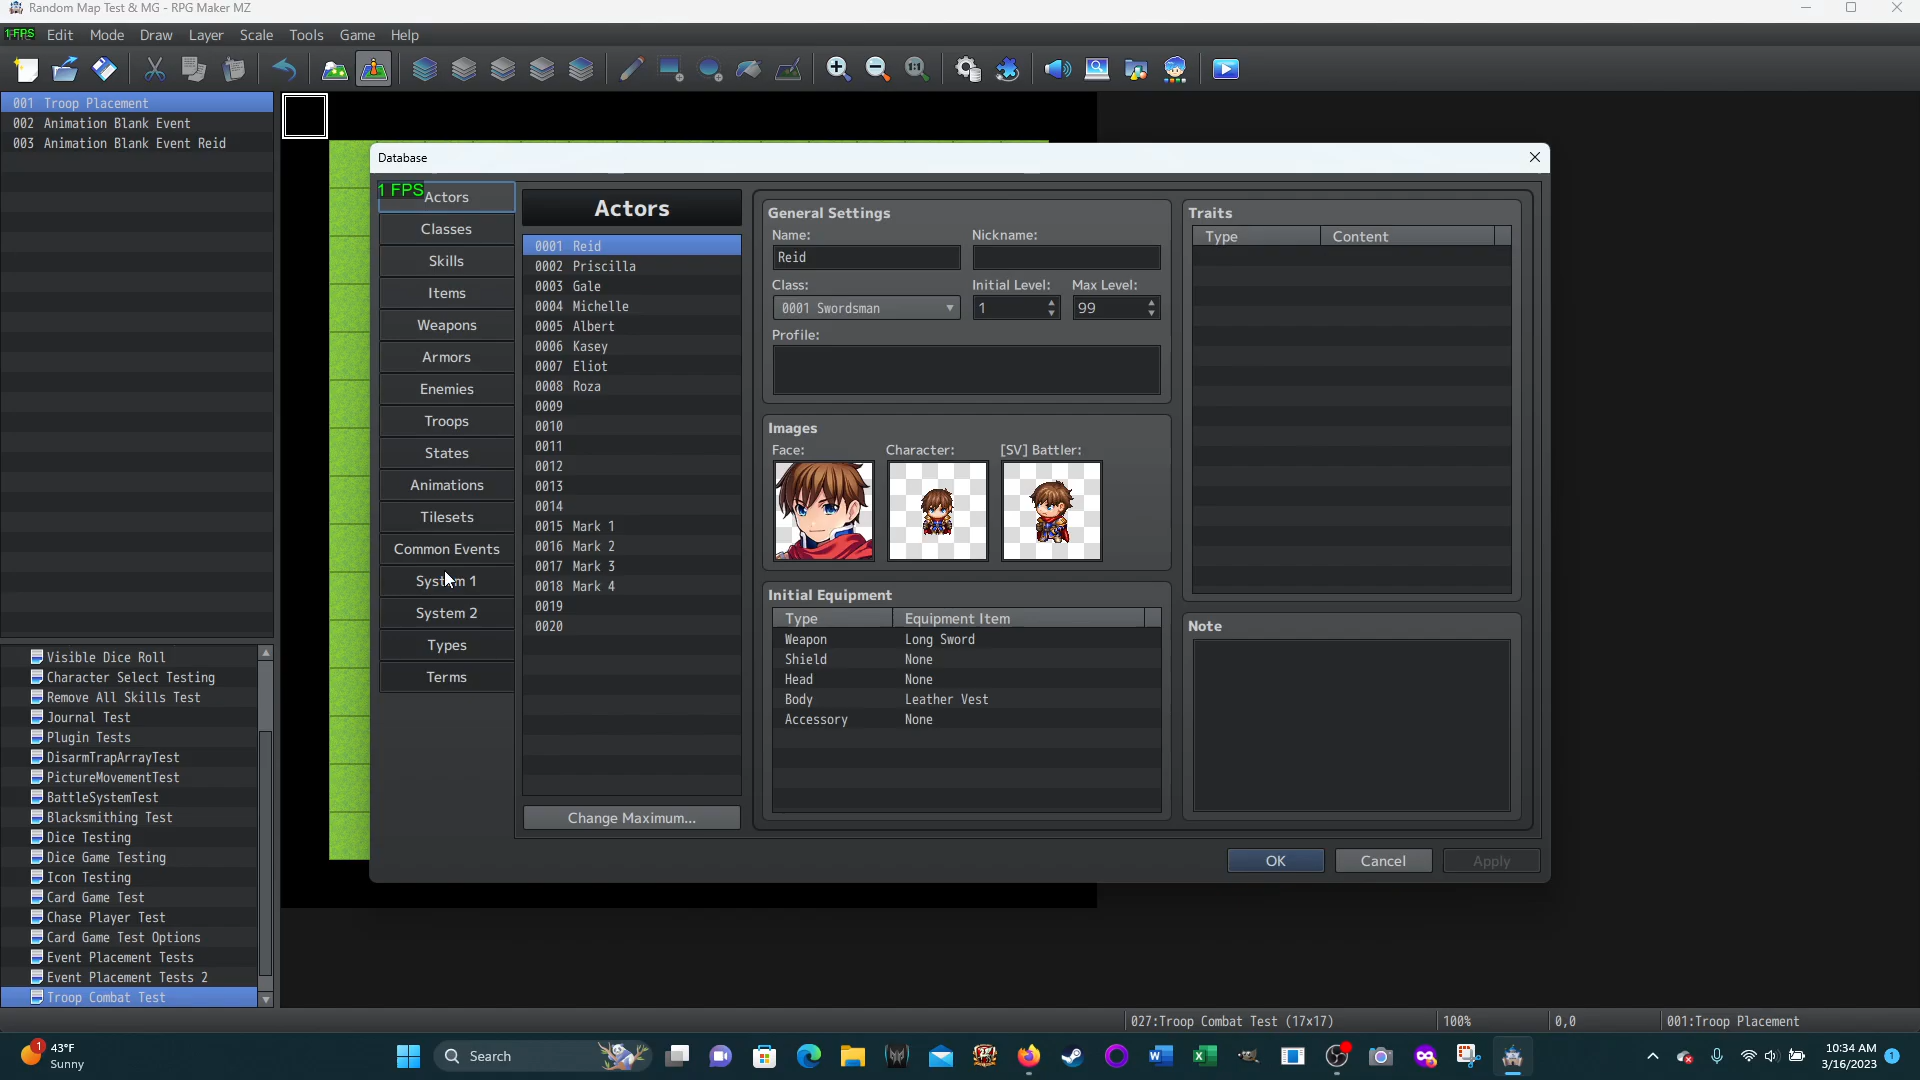 Random Map Test & MG - RPG Maker MZ
1 FPS
Edit Mode Draw Layer Scale Tools Game Help
001 Troop Placement
002 Animation Blank Event
003 Animation Blank Event Reid
Database
1 FPS
Actors
Classes
Skills
Items
Weapons
Armors
Enemies
Troops
States
Animations
Tilesets
Common Events
System 1
System 2
Types
Terms
Actors
0001 Reid
0002 Priscilla
0003 Gale
0004 Michelle
0005 Albert
0006 Kasey
0007 Eliot
0008 Roza
0009
0010
0011
0012
0013
0014
0015 Mark 1
0016 Mark 2
0017 Mark 3
0018 Mark 4
0019
0020
Change Maximum...
General Settings
Name: Nickname:
Reid
Class: Initial Level: Max Level:
0001 Swordsman 1 99
Profile:
Images
Face: Character: [SV] Battler:
Initial Equipment
Type Equipment Item
Weapon Long Sword
Shield None
Head None
Body Leather Vest
Accessory None
Traits
Type Content
Note
OK Cancel Apply
Visible Dice Roll
Character Select Testing
Remove All Skills Test
Journal Test
Plugin Tests
DisarmTrapArrayTest
PictureMovementTest
BattleSystemTest
Blacksmithing Test
Dice Testing
Dice Game Testing
Icon Testing
Card Game Test
Chase Player Test
Card Game Test Options
Event Placement Tests
Event Placement Tests 2
Troop Combat Test
027:Troop Combat Test (17x17) 100% 0,0 001:Troop Placement
1
43°F
Sunny
Search
10:34 AM
3/16/2023
1